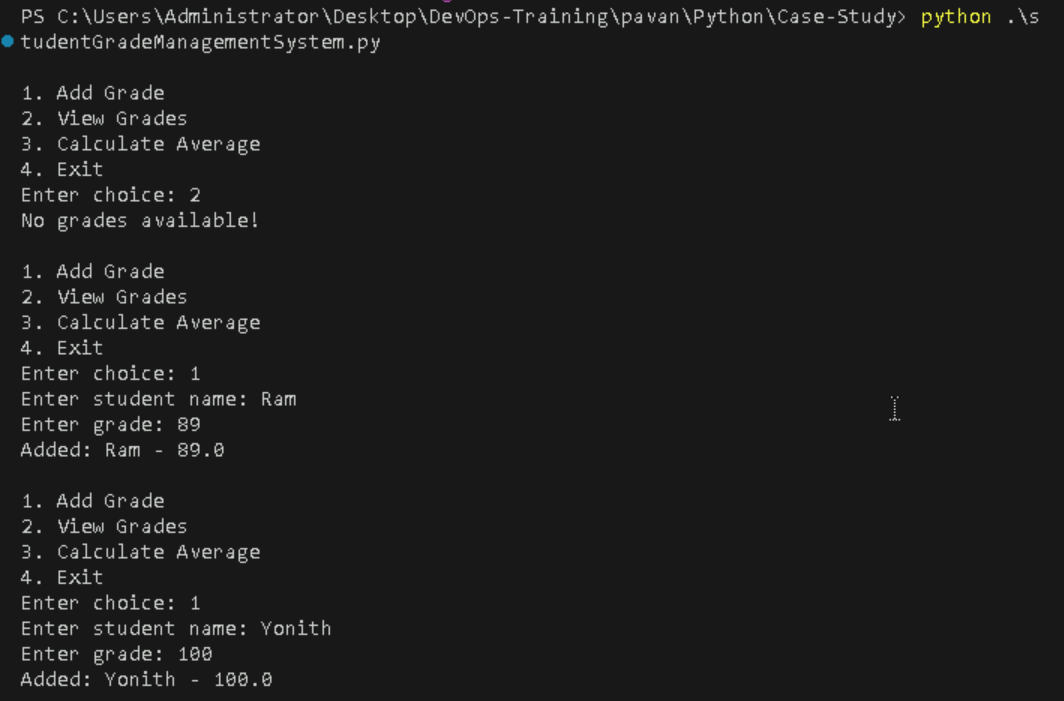 PS C:\Users\Administrator\Desktop\DevOps-Training\pavan\Python\Case-Study> python .\s
tudentGradeManagementSystem.py
1. Add Grade
2. View Grades
3. Calculate Average
4. Exit
Enter choice: 2
No grades available!
1. Add Grade
2. View Grades
3. Calculate Average
4. Exit
Enter choice: 1
Enter student name: Ram
Enter grade: 89
Added: Ram - 89.0
1. Add Grade
2. View Grades
3. Calculate Average
4. Exit
Enter choice: 1
Enter student name: Yonith
Enter grade: 100
Added: Yonith - 100.0